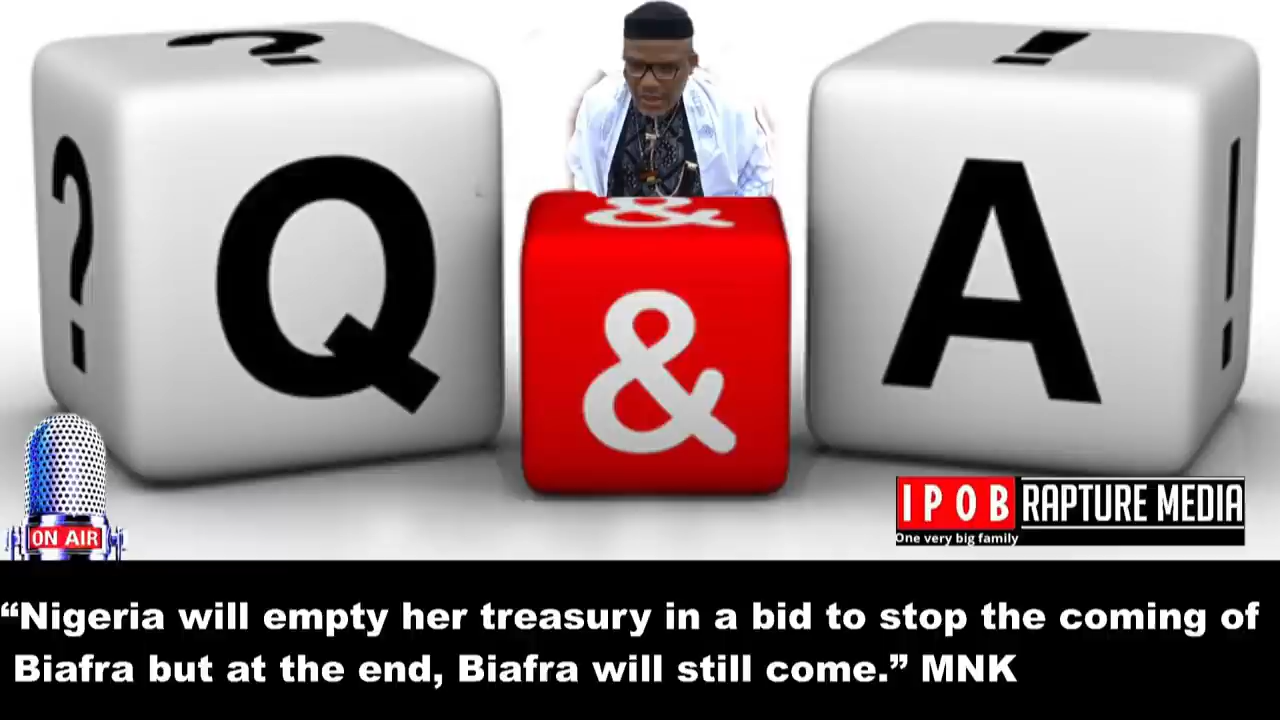 ?
Q
?
&
&
!
A
!
ON AIR
IPOB RAPTURE MEDIA
One very big family
“Nigeria will empty her treasury in a bid to stop the coming of
Biafra but at the end, Biafra will still come.” MNK